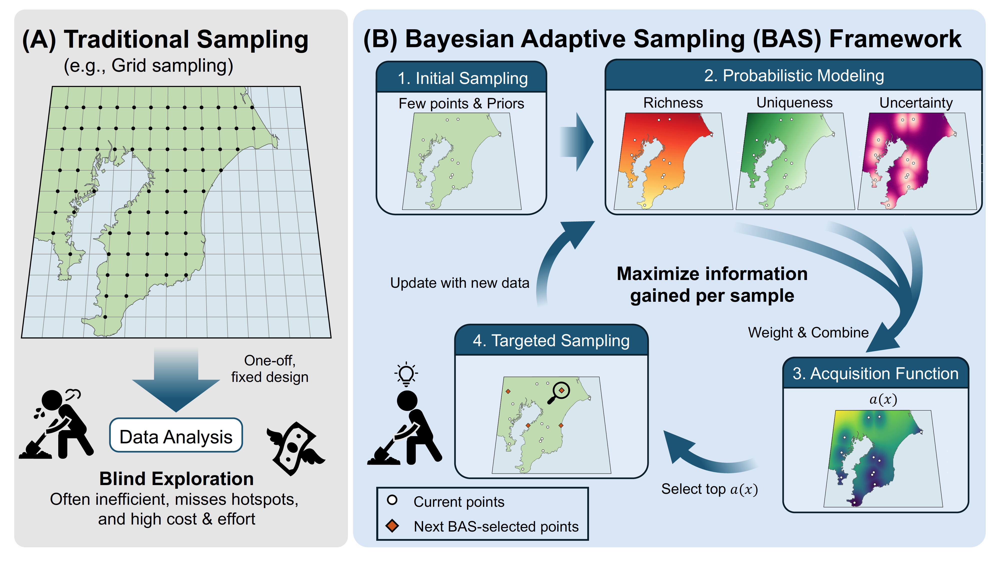 (A) Traditional Sampling
(e.g., Grid sampling)
One-off,
fixed design
Data Analysis
Blind Exploration
Often inefficient, misses hotspots,
and high cost & effort
(B) Bayesian Adaptive Sampling (BAS) Framework
1. Initial Sampling
Few points & Priors
2. Probabilistic Modeling
Richness
Uniqueness
Uncertainty
Update with new data
Maximize information
gained per sample
Weight & Combine
3. Acquisition Function
a(x)
Select top a(x)
4. Targeted Sampling
Current points
Next BAS-selected points